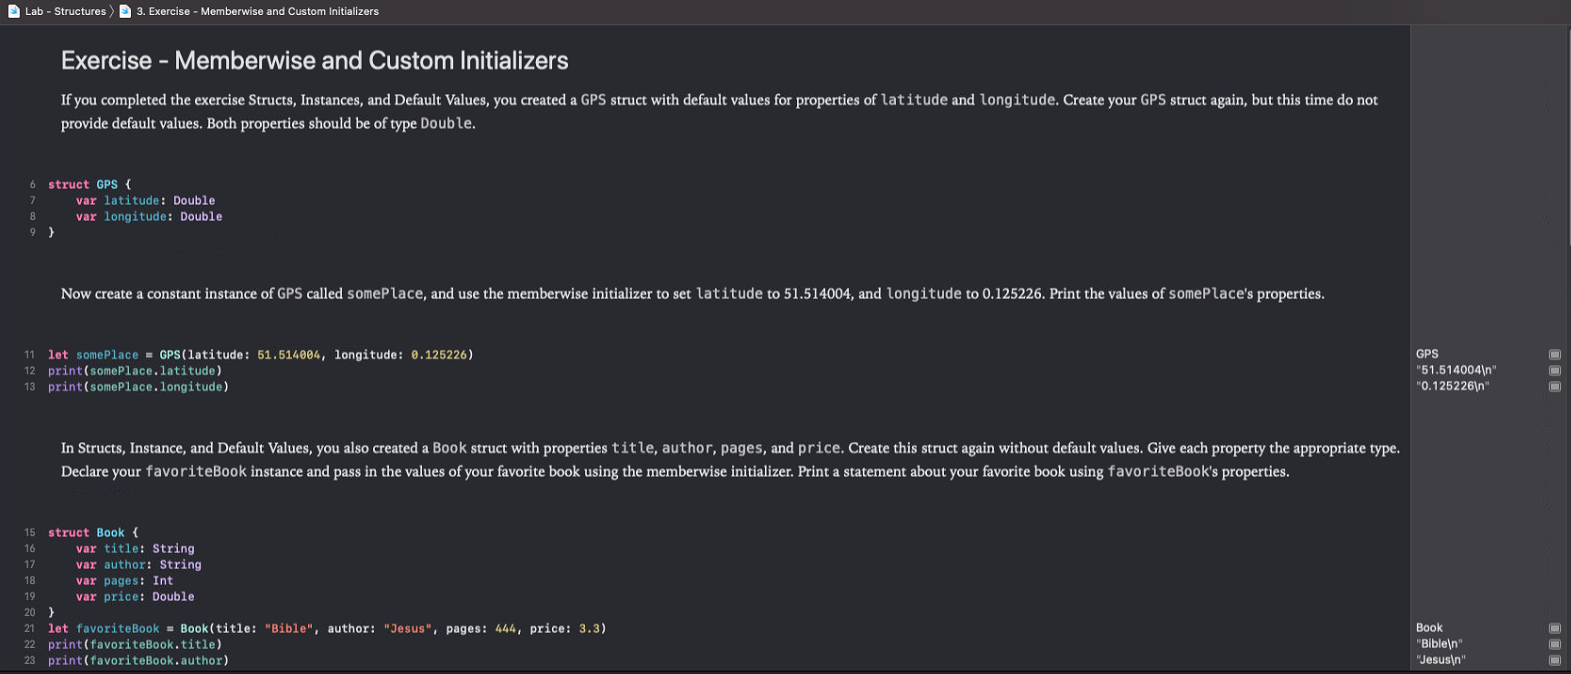 Lab - Structures 〉 3. Exercise - Memberwise and Custom Initializers
Exercise - Memberwise and Custom Initializers
If you completed the exercise Structs, Instances, and Default Values, you created a GPS struct with default values for properties of latitude and longitude. Create your GPS struct again, but this time do not
provide default values. Both properties should be of type Double.
6 struct GPS {
7     var latitude: Double
8     var longitude: Double
9 }
Now create a constant instance of GPS called somePlace, and use the memberwise initializer to set latitude to 51.514004, and longitude to 0.125226. Print the values of somePlace's properties.
11 let somePlace = GPS(latitude: 51.514004, longitude: 0.125226) GPS
12 print(somePlace.latitude) "51.514004\n"
13 print(somePlace.longitude) "0.125226\n"
In Structs, Instance, and Default Values, you also created a Book struct with properties title, author, pages, and price. Create this struct again without default values. Give each property the appropriate type.
Declare your favoriteBook instance and pass in the values of your favorite book using the memberwise initializer. Print a statement about your favorite book using favoriteBook's properties.
15 struct Book {
16     var title: String
17     var author: String
18     var pages: Int
19     var price: Double
20 }
21 let favoriteBook = Book(title: "Bible", author: "Jesus", pages: 444, price: 3.3) Book
22 print(favoriteBook.title) "Bible\n"
23 print(favoriteBook.author) "Jesus\n"